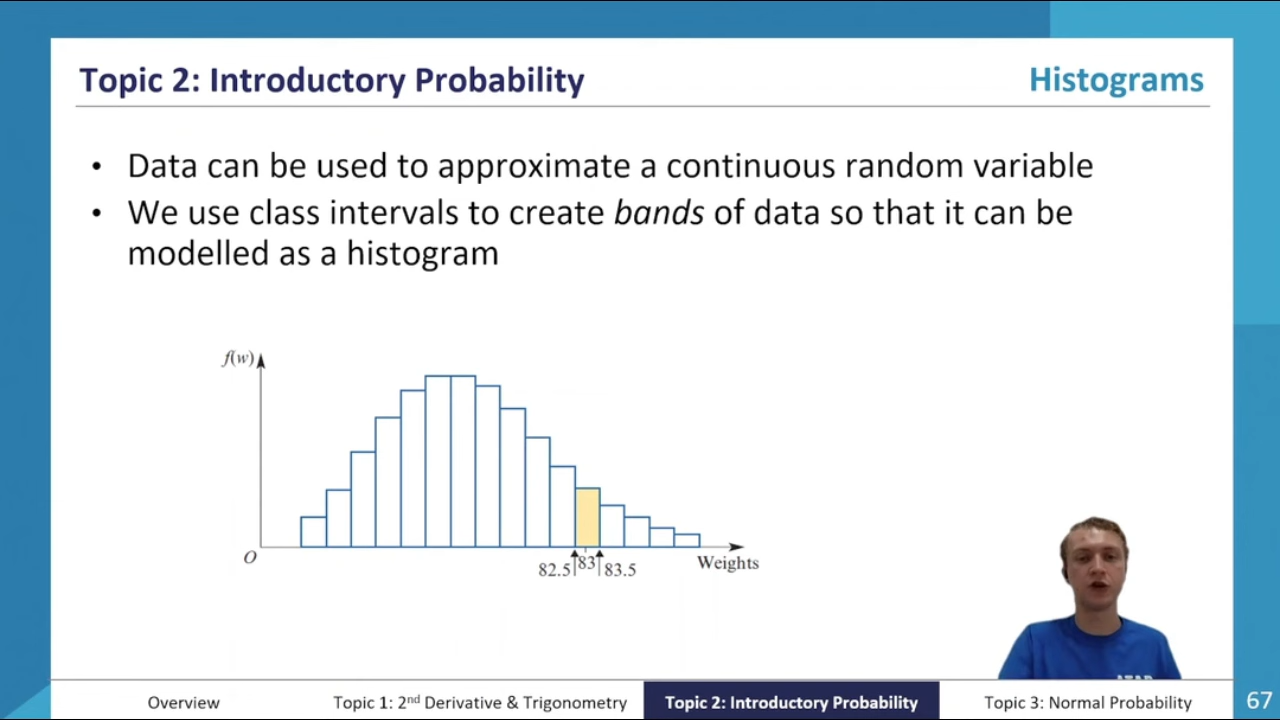 Topic 2: Introductory Probability
Histograms
• Data can be used to approximate a continuous random variable
• We use class intervals to create bands of data so that it can be
modelled as a histogram
f(w)
O
82.5 83 83.5
Weights
Overview
Topic 1: 2nd Derivative & Trigonometry
Topic 2: Introductory Probability
Topic 3: Normal Probability
67